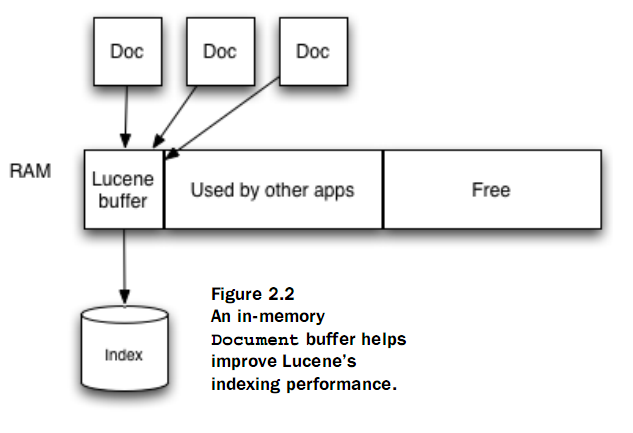 Doc
Doc
Doc
RAM
Lucene
buffer
Used by other apps
Free
Index
Figure 2.2
An in-memory
Document buffer helps
improve Lucene’s
indexing performance.